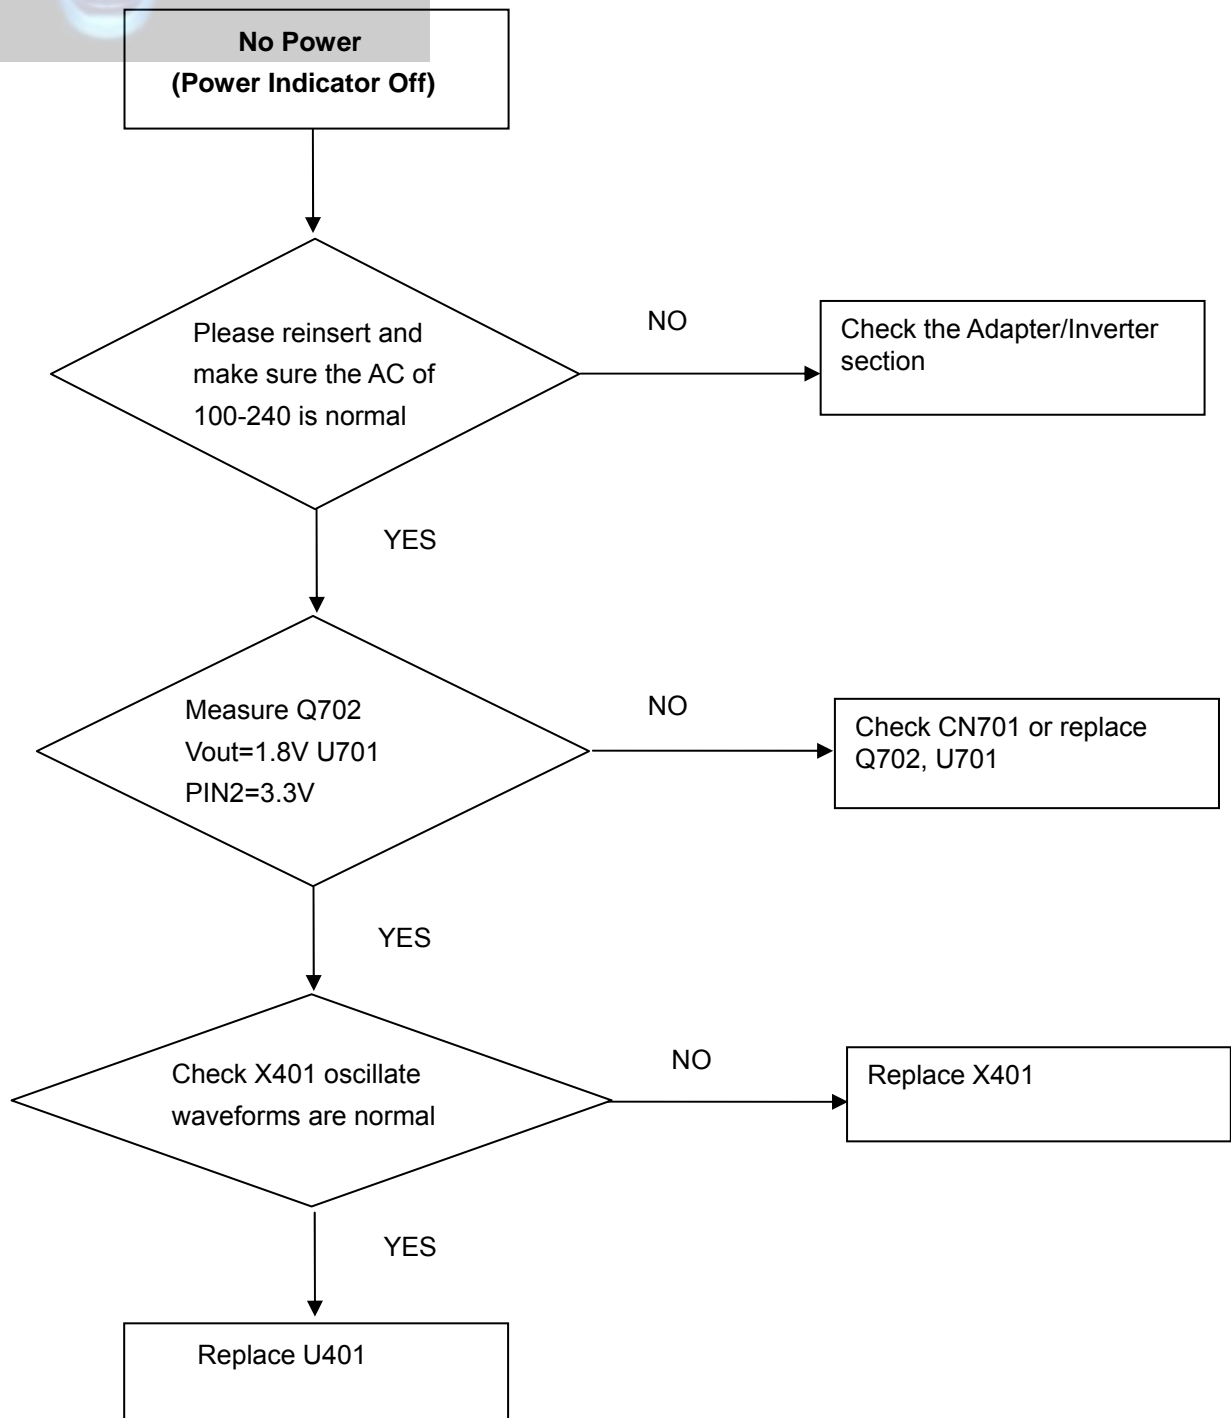 No Power
(Power Indicator Off)
Please reinsert and
make sure the AC of
100-240 is normal
NO
Check the Adapter/Inverter
section
YES
Measure Q702
Vout=1.8V U701
PIN2=3.3V
NO
Check CN701 or replace
Q702, U701
YES
Check X401 oscillate
waveforms are normal
NO
Replace X401
YES
Replace U401